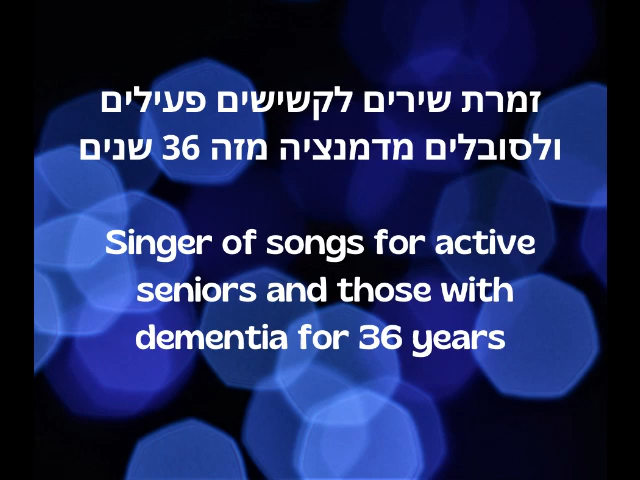 זמרת שירים לקשישים פעילים
ולסובלים מדמנציה מזה 36 שנים
Singer of songs for active
seniors and those with
dementia for 36 years